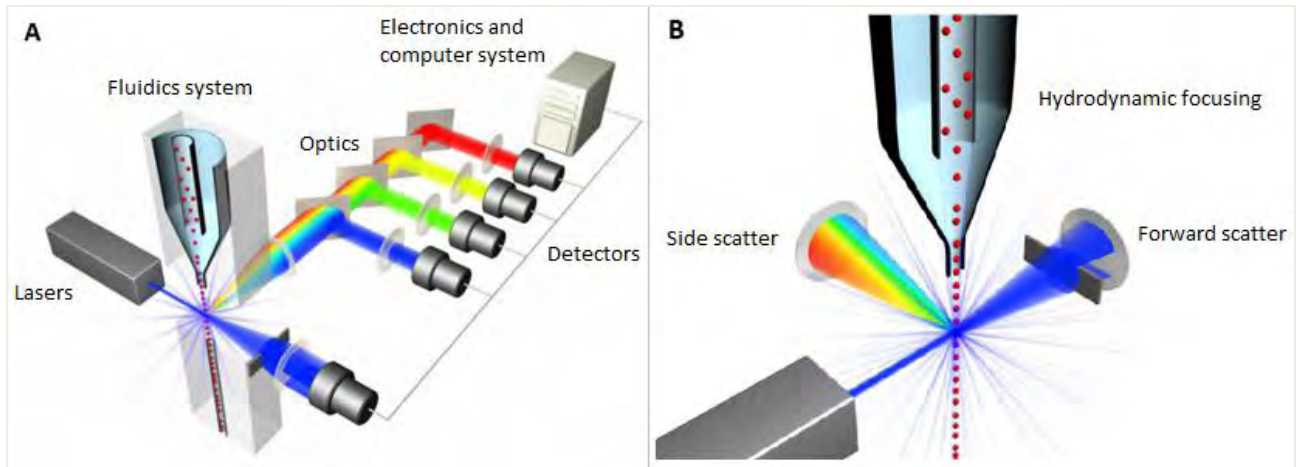 A
Electronics and
computer system
Fluidics system
Optics
Detectors
Lasers
B
Hydrodynamic focusing
Side scatter
Forward scatter